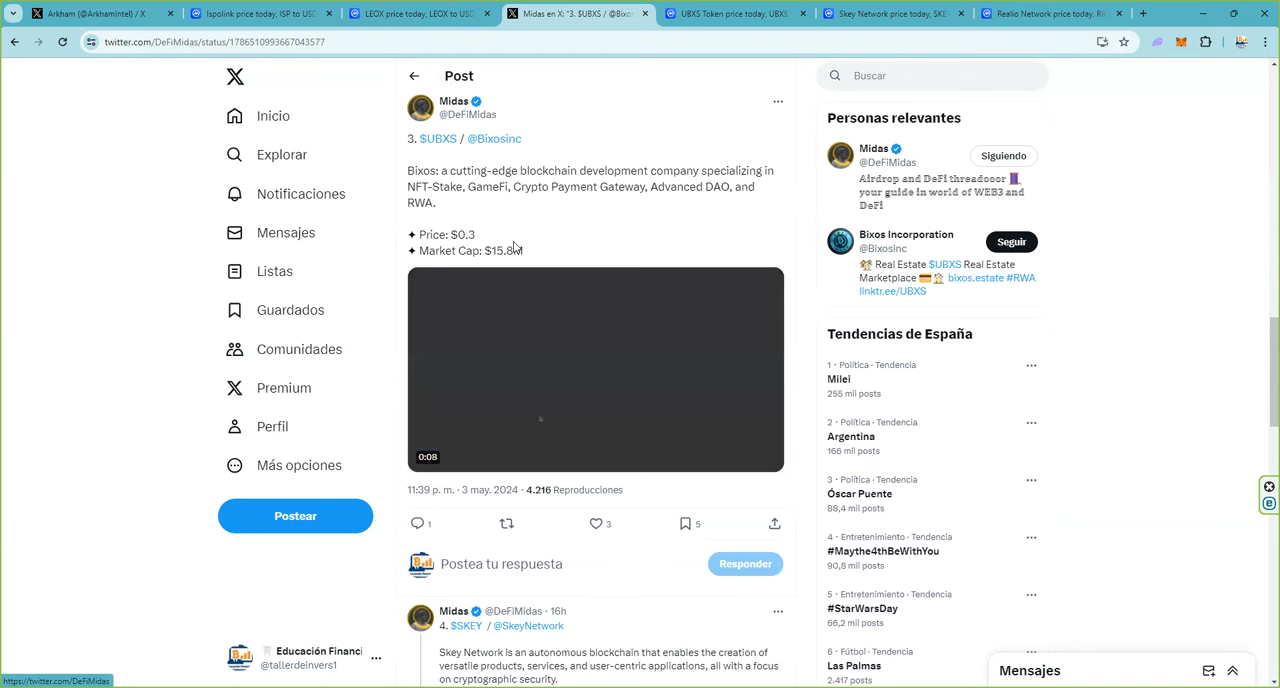 Arkham (@ArkhamIntel) / X
Ispolink price today, ISP to USD
LEOX price today, LEOX to USD
Midas en X: "3. $UBXS / @Bixos
UBXS Token price today, UBXS
Skey Network price today, SKE
Realio Network price today, RI
twitter.com/DeFiMidas/status/1786510993667043577
Inicio
Explorar
Notificaciones
Mensajes
Listas
Guardados
Comunidades
Premium
Perfil
Más opciones
Postear
Educación Financi
@tallerdeinvers1
https://twitter.com/DeFiMidas
Post
Midas
@DeFiMidas
3. $UBXS / @Bixosinc
Bixos: a cutting-edge blockchain development company specializing in
NFT-Stake, GameFi, Crypto Payment Gateway, Advanced DAO, and
RWA.
✦ Price: $0.3
✦ Market Cap: $15.8M
0:08
11:39 p. m. · 3 may. 2024 · 4.216 Reproducciones
1
3
5
Postea tu respuesta
Responder
Midas @DeFiMidas · 16h
4. $SKEY / @SkeyNetwork
Skey Network is an autonomous blockchain that enables the creation of
versatile products, services, and user-centric applications, all with a focus
on cryptographic security.
Buscar
Personas relevantes
Midas
@DeFiMidas
Siguiendo
𝔸irdrop and DeFi threadooor 🧵
your guide in world of WEB3 and
DeFi
Bixos Incorporation
@Bixosinc
Seguir
🏘️ Real Estate $UBXS Real Estate
Marketplace 💳🏠 bixos.estate #RWA
linktr.ee/UBXS
Tendencias de España
1 · Política · Tendencia
Milei
255 mil posts
2 · Política · Tendencia
Argentina
166 mil posts
3 · Política · Tendencia
Óscar Puente
88,4 mil posts
4 · Entretenimiento · Tendencia
#Maythe4thBeWithYou
90,8 mil posts
5 · Entretenimiento · Tendencia
#StarWarsDay
66,2 mil posts
6 · Fútbol · Tendencia
Las Palmas
2.417 posts
Mensajes